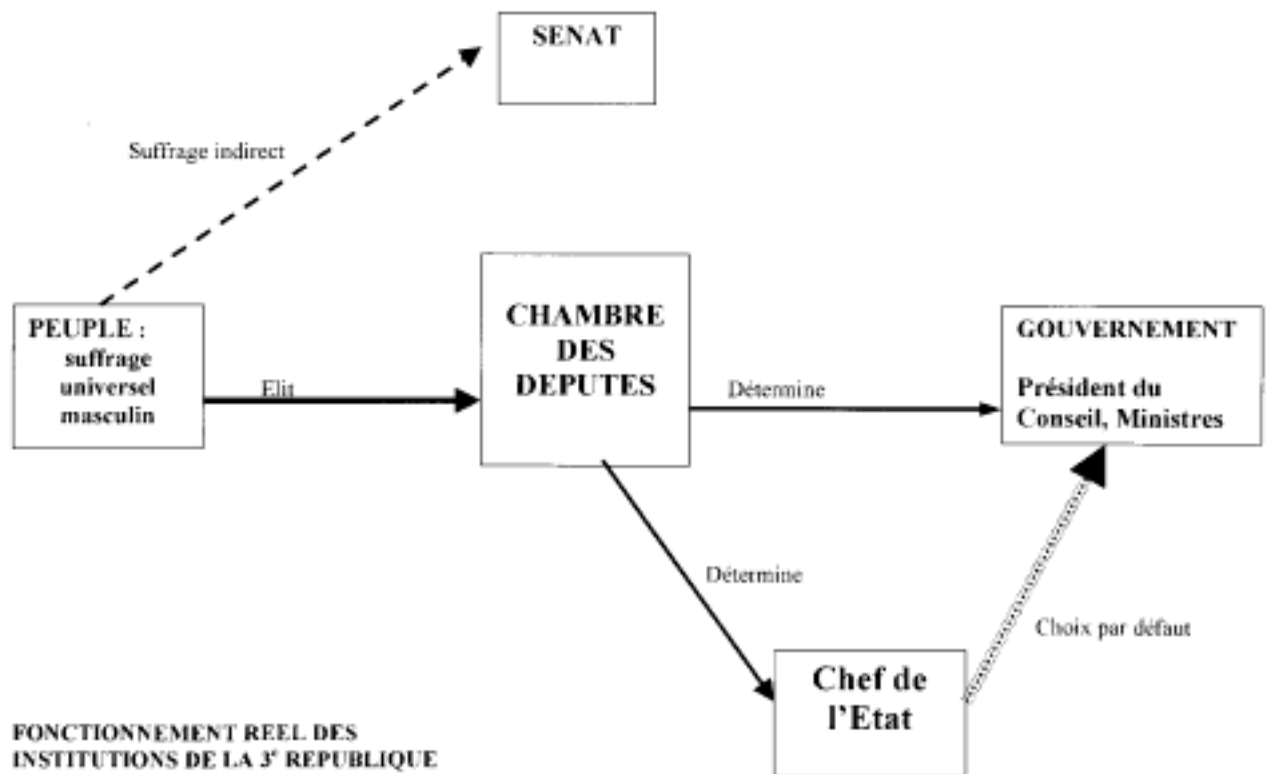 SENAT
Suffrage indirect
PEUPLE :
suffrage
universel
masculin
Elit
CHAMBRE
DES
DEPUTES
Détermine
GOUVERNEMENT
Président du
Conseil, Ministres
Détermine
Choix par défaut
Chef de
l'Etat
FONCTIONNEMENT REEL DES
INSTITUTIONS DE LA 3e REPUBLIQUE